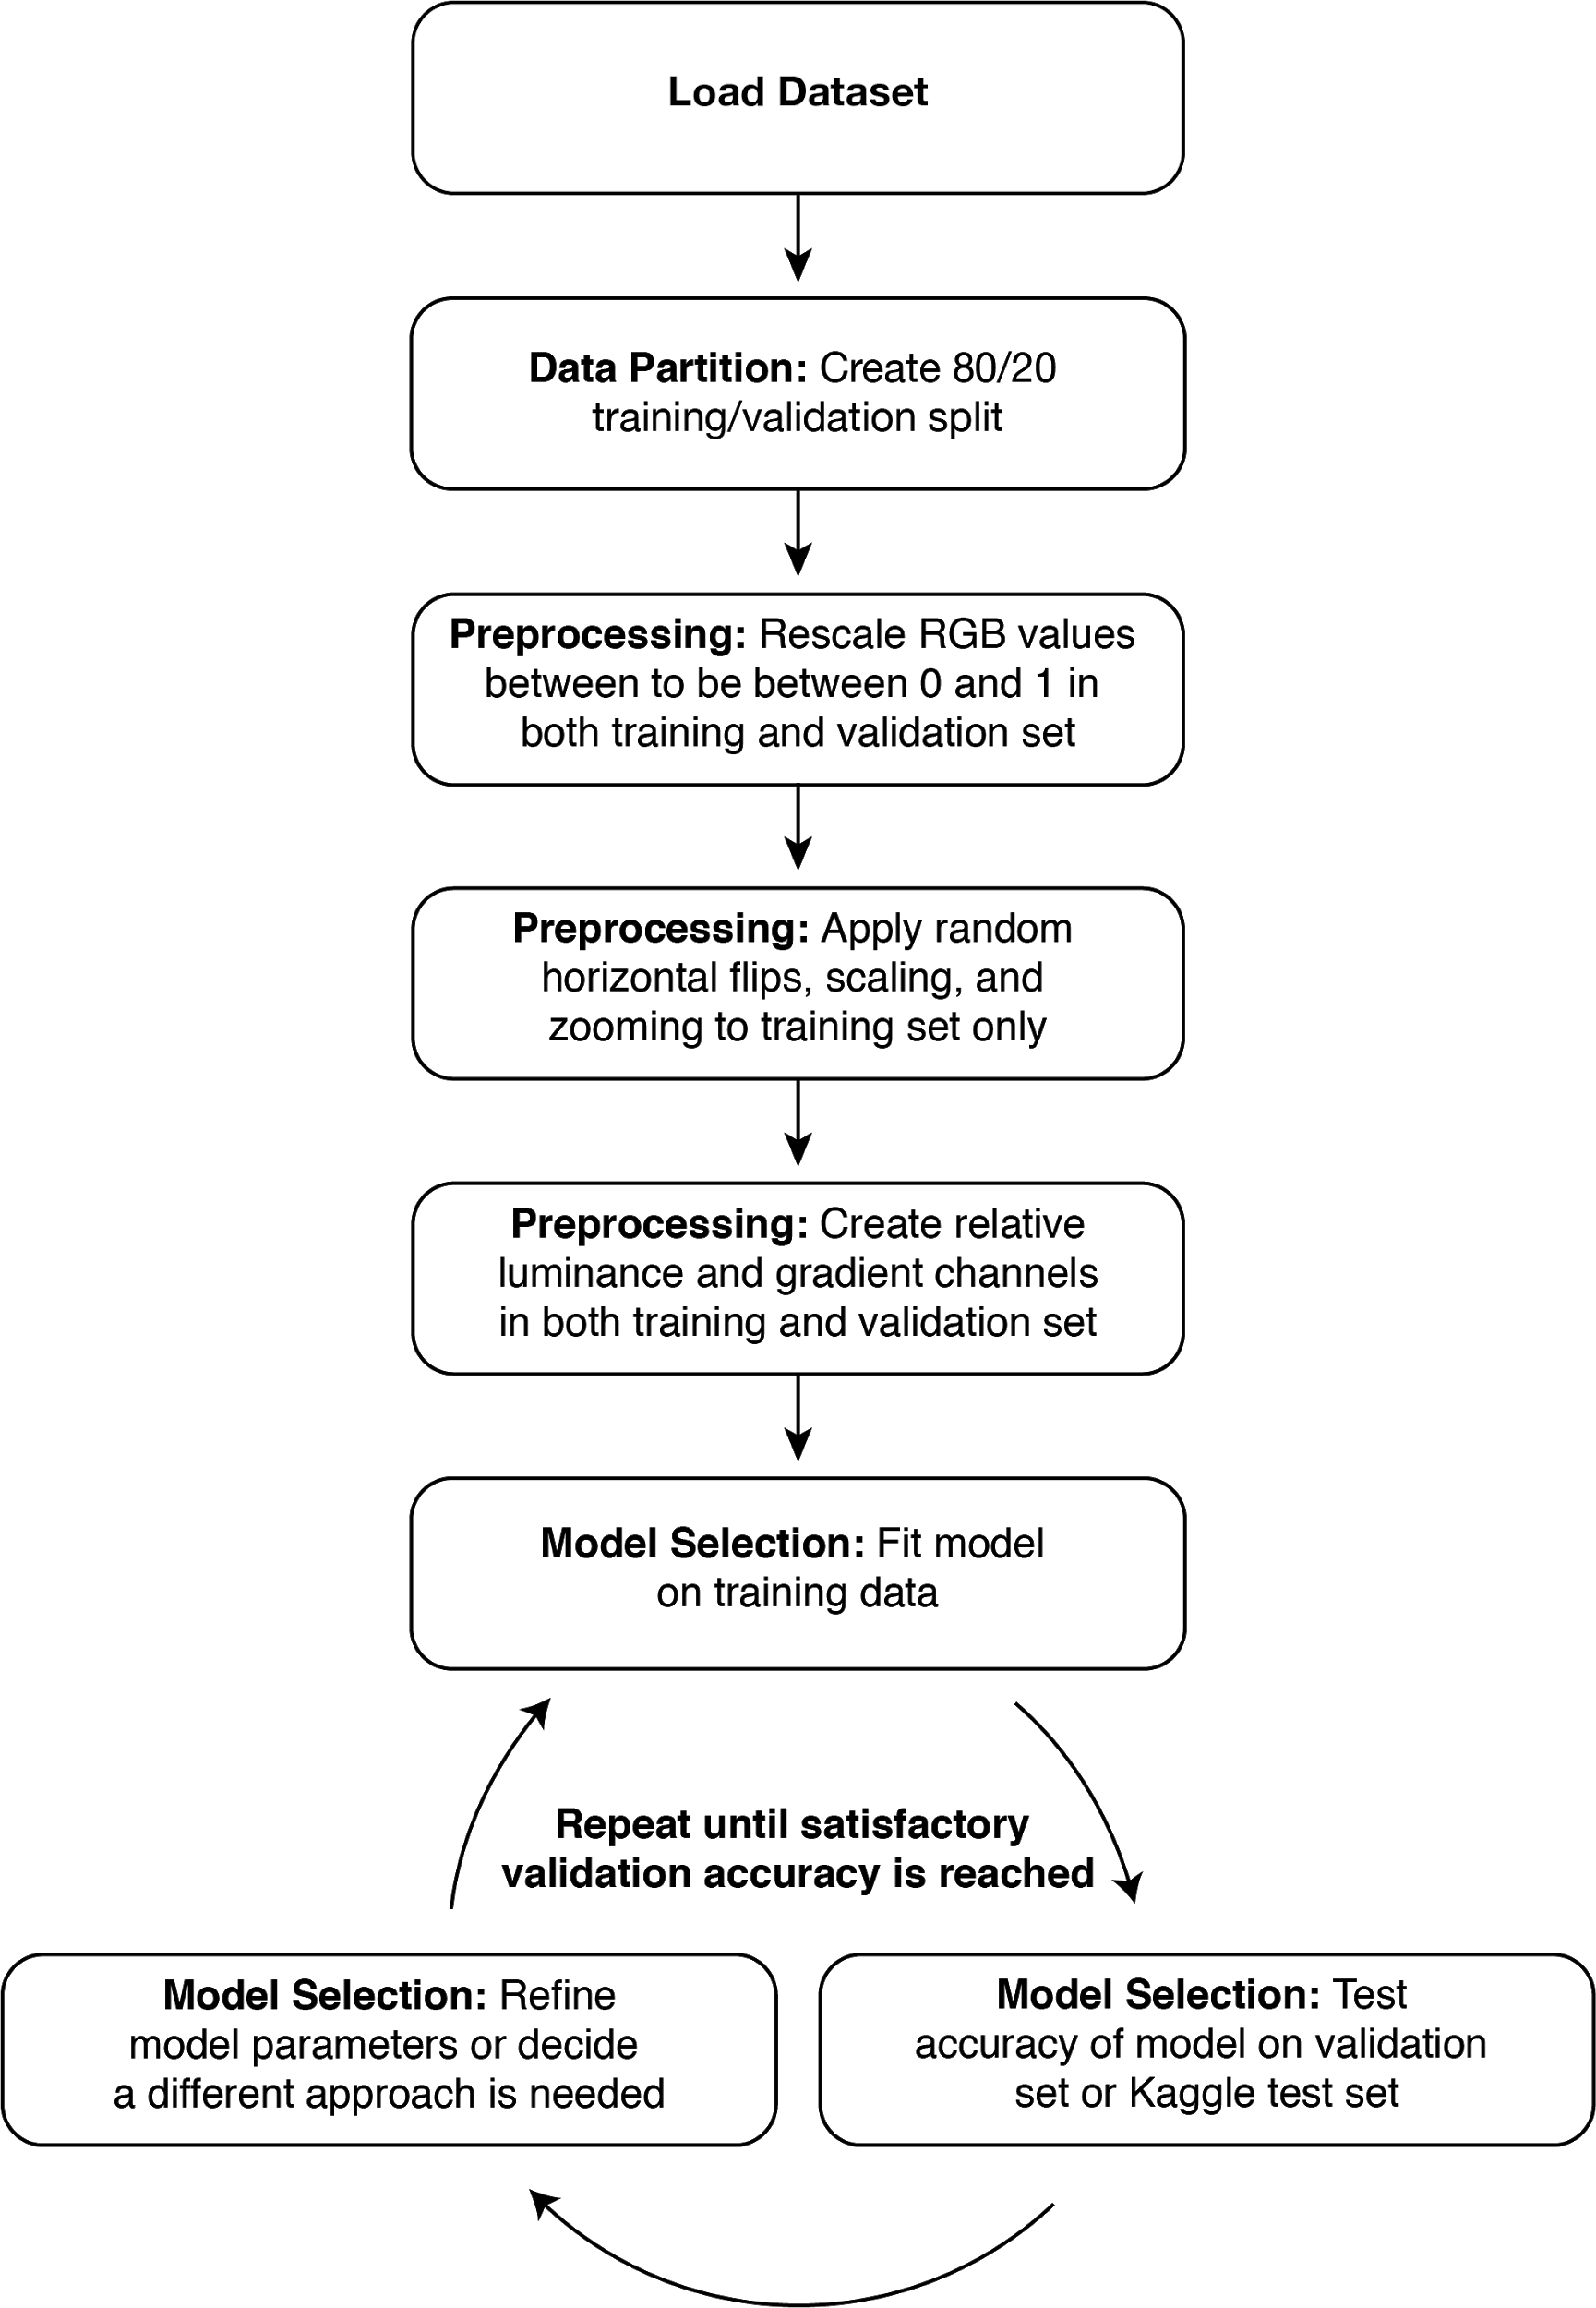 Load Dataset
Data Partition: Create 80/20
training/validation split
Preprocessing: Rescale RGB values
between to be between 0 and 1 in
both training and validation set
Preprocessing: Apply random
horizontal flips, scaling, and
zooming to training set only
Preprocessing: Create relative
luminance and gradient channels
in both training and validation set
Model Selection: Fit model
on training data
Repeat until satisfactory
validation accuracy is reached
Model Selection: Refine
model parameters or decide
a different approach is needed
Model Selection: Test
accuracy of model on validation
set or Kaggle test set